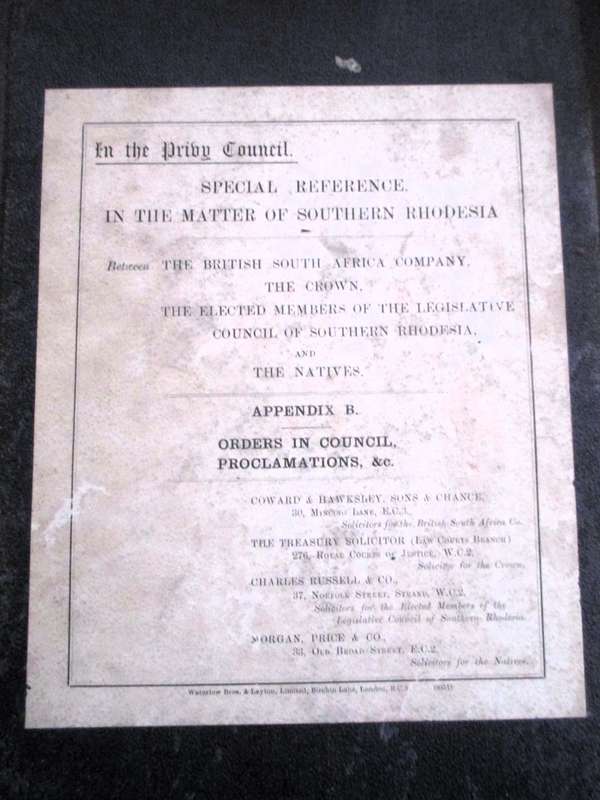 In the Privy Council.
SPECIAL REFERENCE.
IN THE MATTER OF SOUTHERN RHODESIA
Between THE BRITISH SOUTH AFRICA COMPANY,
THE CROWN,
THE ELECTED MEMBERS OF THE LEGISLATIVE
COUNCIL OF SOUTHERN RHODESIA,
AND
THE NATIVES.
APPENDIX B.
ORDERS IN COUNCIL,
PROCLAMATIONS, &c.
COWARD & HAWKSLEY, SONS & CHANCE,
30, MINCING LANE, E.C.3,
Solicitors for the British South Africa Co.
THE TREASURY SOLICITOR (LAW COURTS BRANCH)
276, ROYAL COURTS OF JUSTICE, W.C.2,
Solicitor for the Crown.
CHARLES RUSSELL & CO.,
37, NORFOLK STREET, STRAND, W.C.2,
Solicitors for the Elected Members of the
Legislative Council of Southern Rhodesia.
MORGAN, PRICE & CO.,
33, OLD BROAD STREET, E.C.2,
Solicitors for the Natives.
Waterlow Bros. & Layton, Limited, Birchin Lane, London, E.C.3